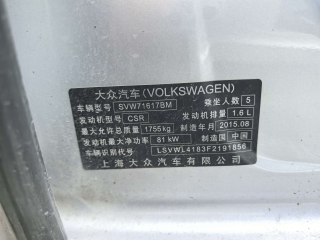 大众汽车(VOLKSWAGEN)
车辆型号 SVW71617BM 乘坐人数 5
发动机型号 CSR 发动机排量 1.6 L
最大允许总质量 1755kg 制造年月 2015.08
发动机最大净功率 81 kW 制造国 中国
车辆识别代号 LSVWL4183F2191856
上海大众汽车有限公司